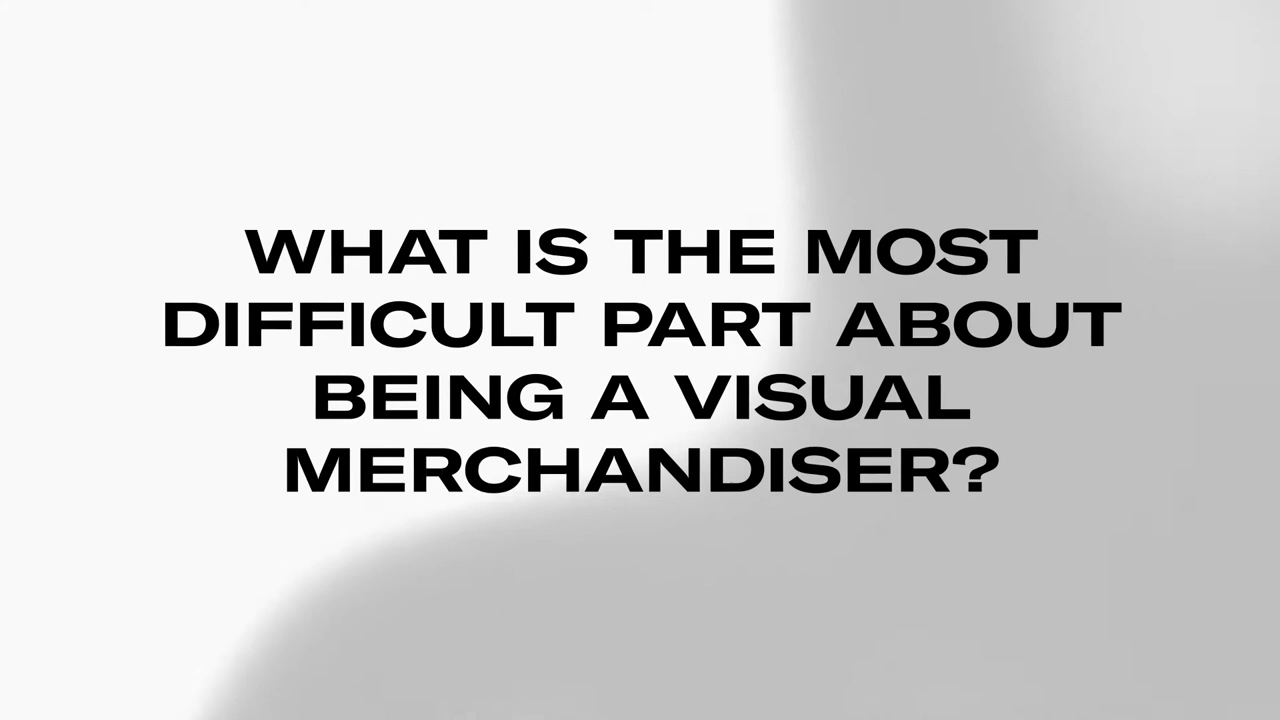 WHAT IS THE MOST
DIFFICULT PART ABOUT
BEING A VISUAL
MERCHANDISER?